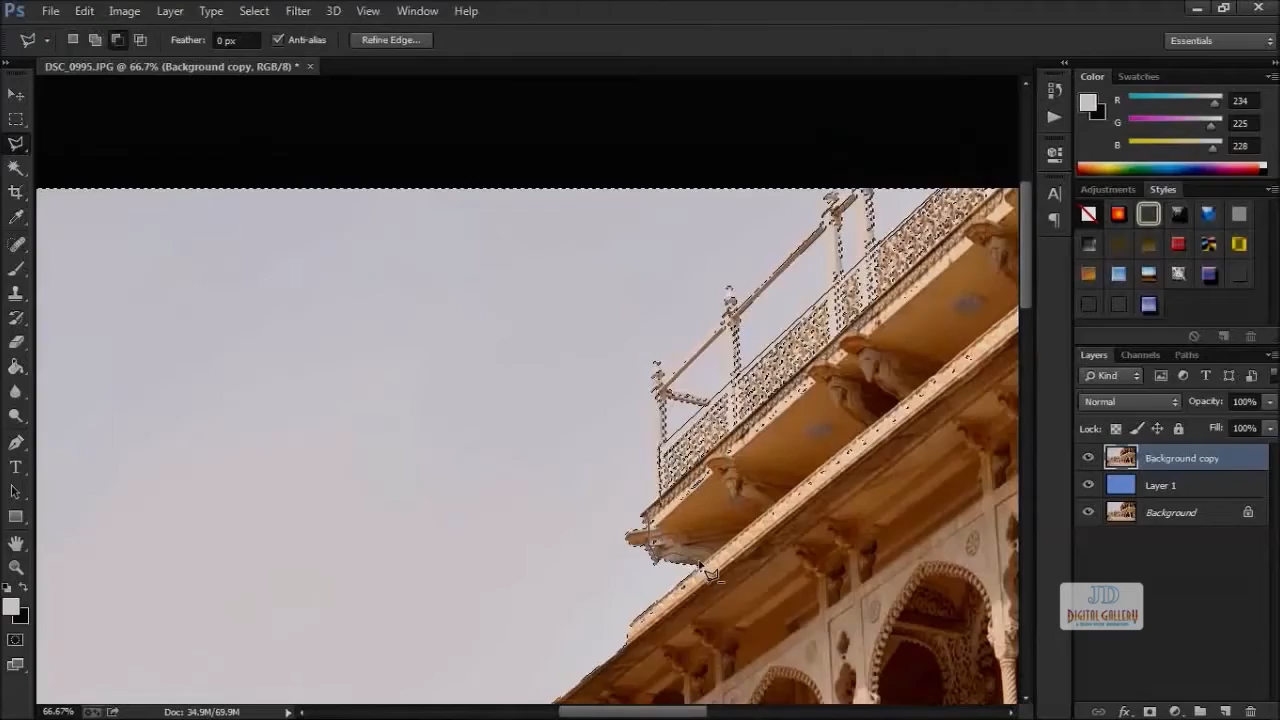 Ps File Edit Image Layer Type Select Filter 3D View Window Help
Feather: 0 px Anti-alias Refine Edge... Essentials
DSC_0995.JPG @ 66.7% (Background copy, RGB/8) *
Color Swatches
R 234
G 225
B 228
Adjustments Styles
Layers Channels Paths
Kind
Normal Opacity: 100%
Lock: Fill: 100%
Background copy
Layer 1
Background
JD
DIGITAL GALLERY
66.67% Doc: 34.9M/69.9M